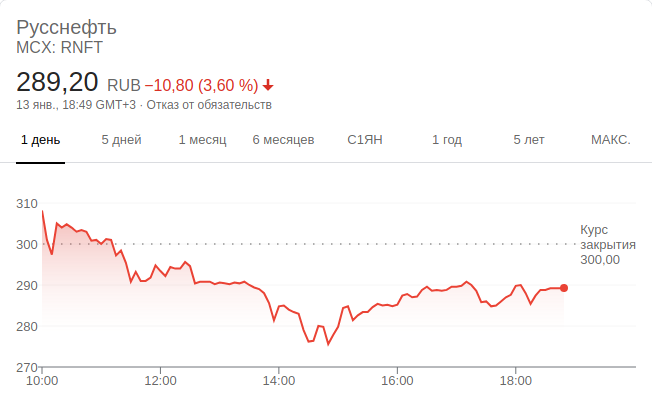 Русснефть
MCX: RNFT
289,20 RUB −10,80 (3,60 %)
13 янв., 18:49 GMT+3 · Отказ от обязательств
1 день 5 дней 1 месяц 6 месяцев С1ЯН 1 год 5 лет МАКС.
310
300
290
280
270
Курс
закрытия
300,00
10:00 12:00 14:00 16:00 18:00